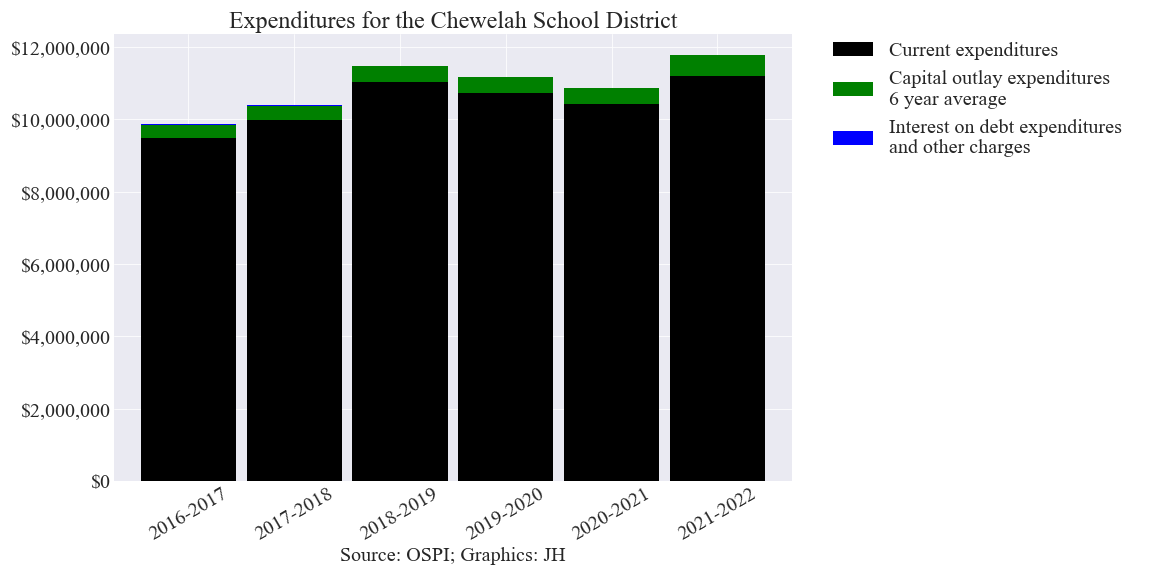 Expenditures for the Chewelah School District
$12,000,000
$10,000,000
$8,000,000
$6,000,000
$4,000,000
$2,000,000
$0
2016-2017
2017-2018
2018-2019
2019-2020
2020-2021
2021-2022
Source: OSPI; Graphics: JH
Current expenditures
Capital outlay expenditures
6 year average
Interest on debt expenditures
and other charges